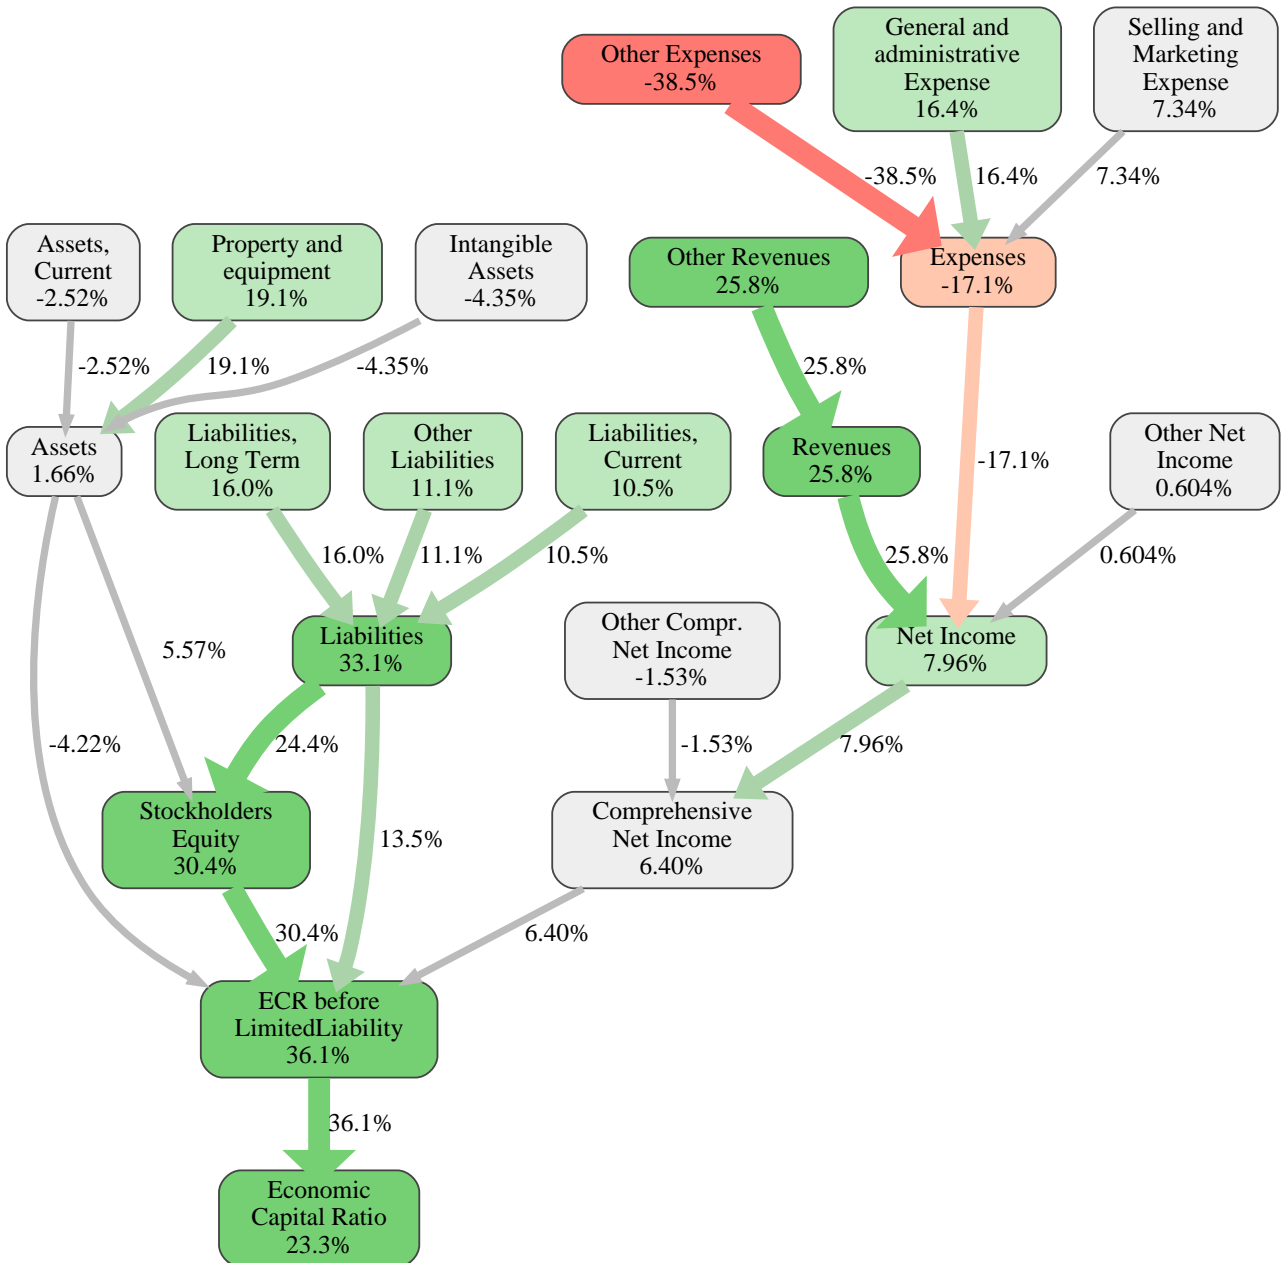 Other Expenses
-38.5%
General and
administrative
Expense
16.4%
Selling and
Marketing
Expense
7.34%
-38.5%
16.4%
7.34%
Assets,
Current
-2.52%
Property and
equipment
19.1%
Intangible
Assets
-4.35%
Other Revenues
25.8%
Expenses
-17.1%
-2.52%
19.1%
-4.35%
25.8%
-17.1%
Assets
1.66%
Liabilities,
Long Term
16.0%
Other
Liabilities
11.1%
Liabilities,
Current
10.5%
Revenues
25.8%
Other Net
Income
0.604%
16.0%
11.1%
10.5%
25.8%
0.604%
5.57%
-4.22%
Liabilities
33.1%
Other Compr.
Net Income
-1.53%
Net Income
7.96%
24.4%
13.5%
-1.53%
7.96%
Stockholders
Equity
30.4%
Comprehensive
Net Income
6.40%
30.4%
6.40%
ECR before
LimitedLiability
36.1%
36.1%
Economic
Capital Ratio
23.3%